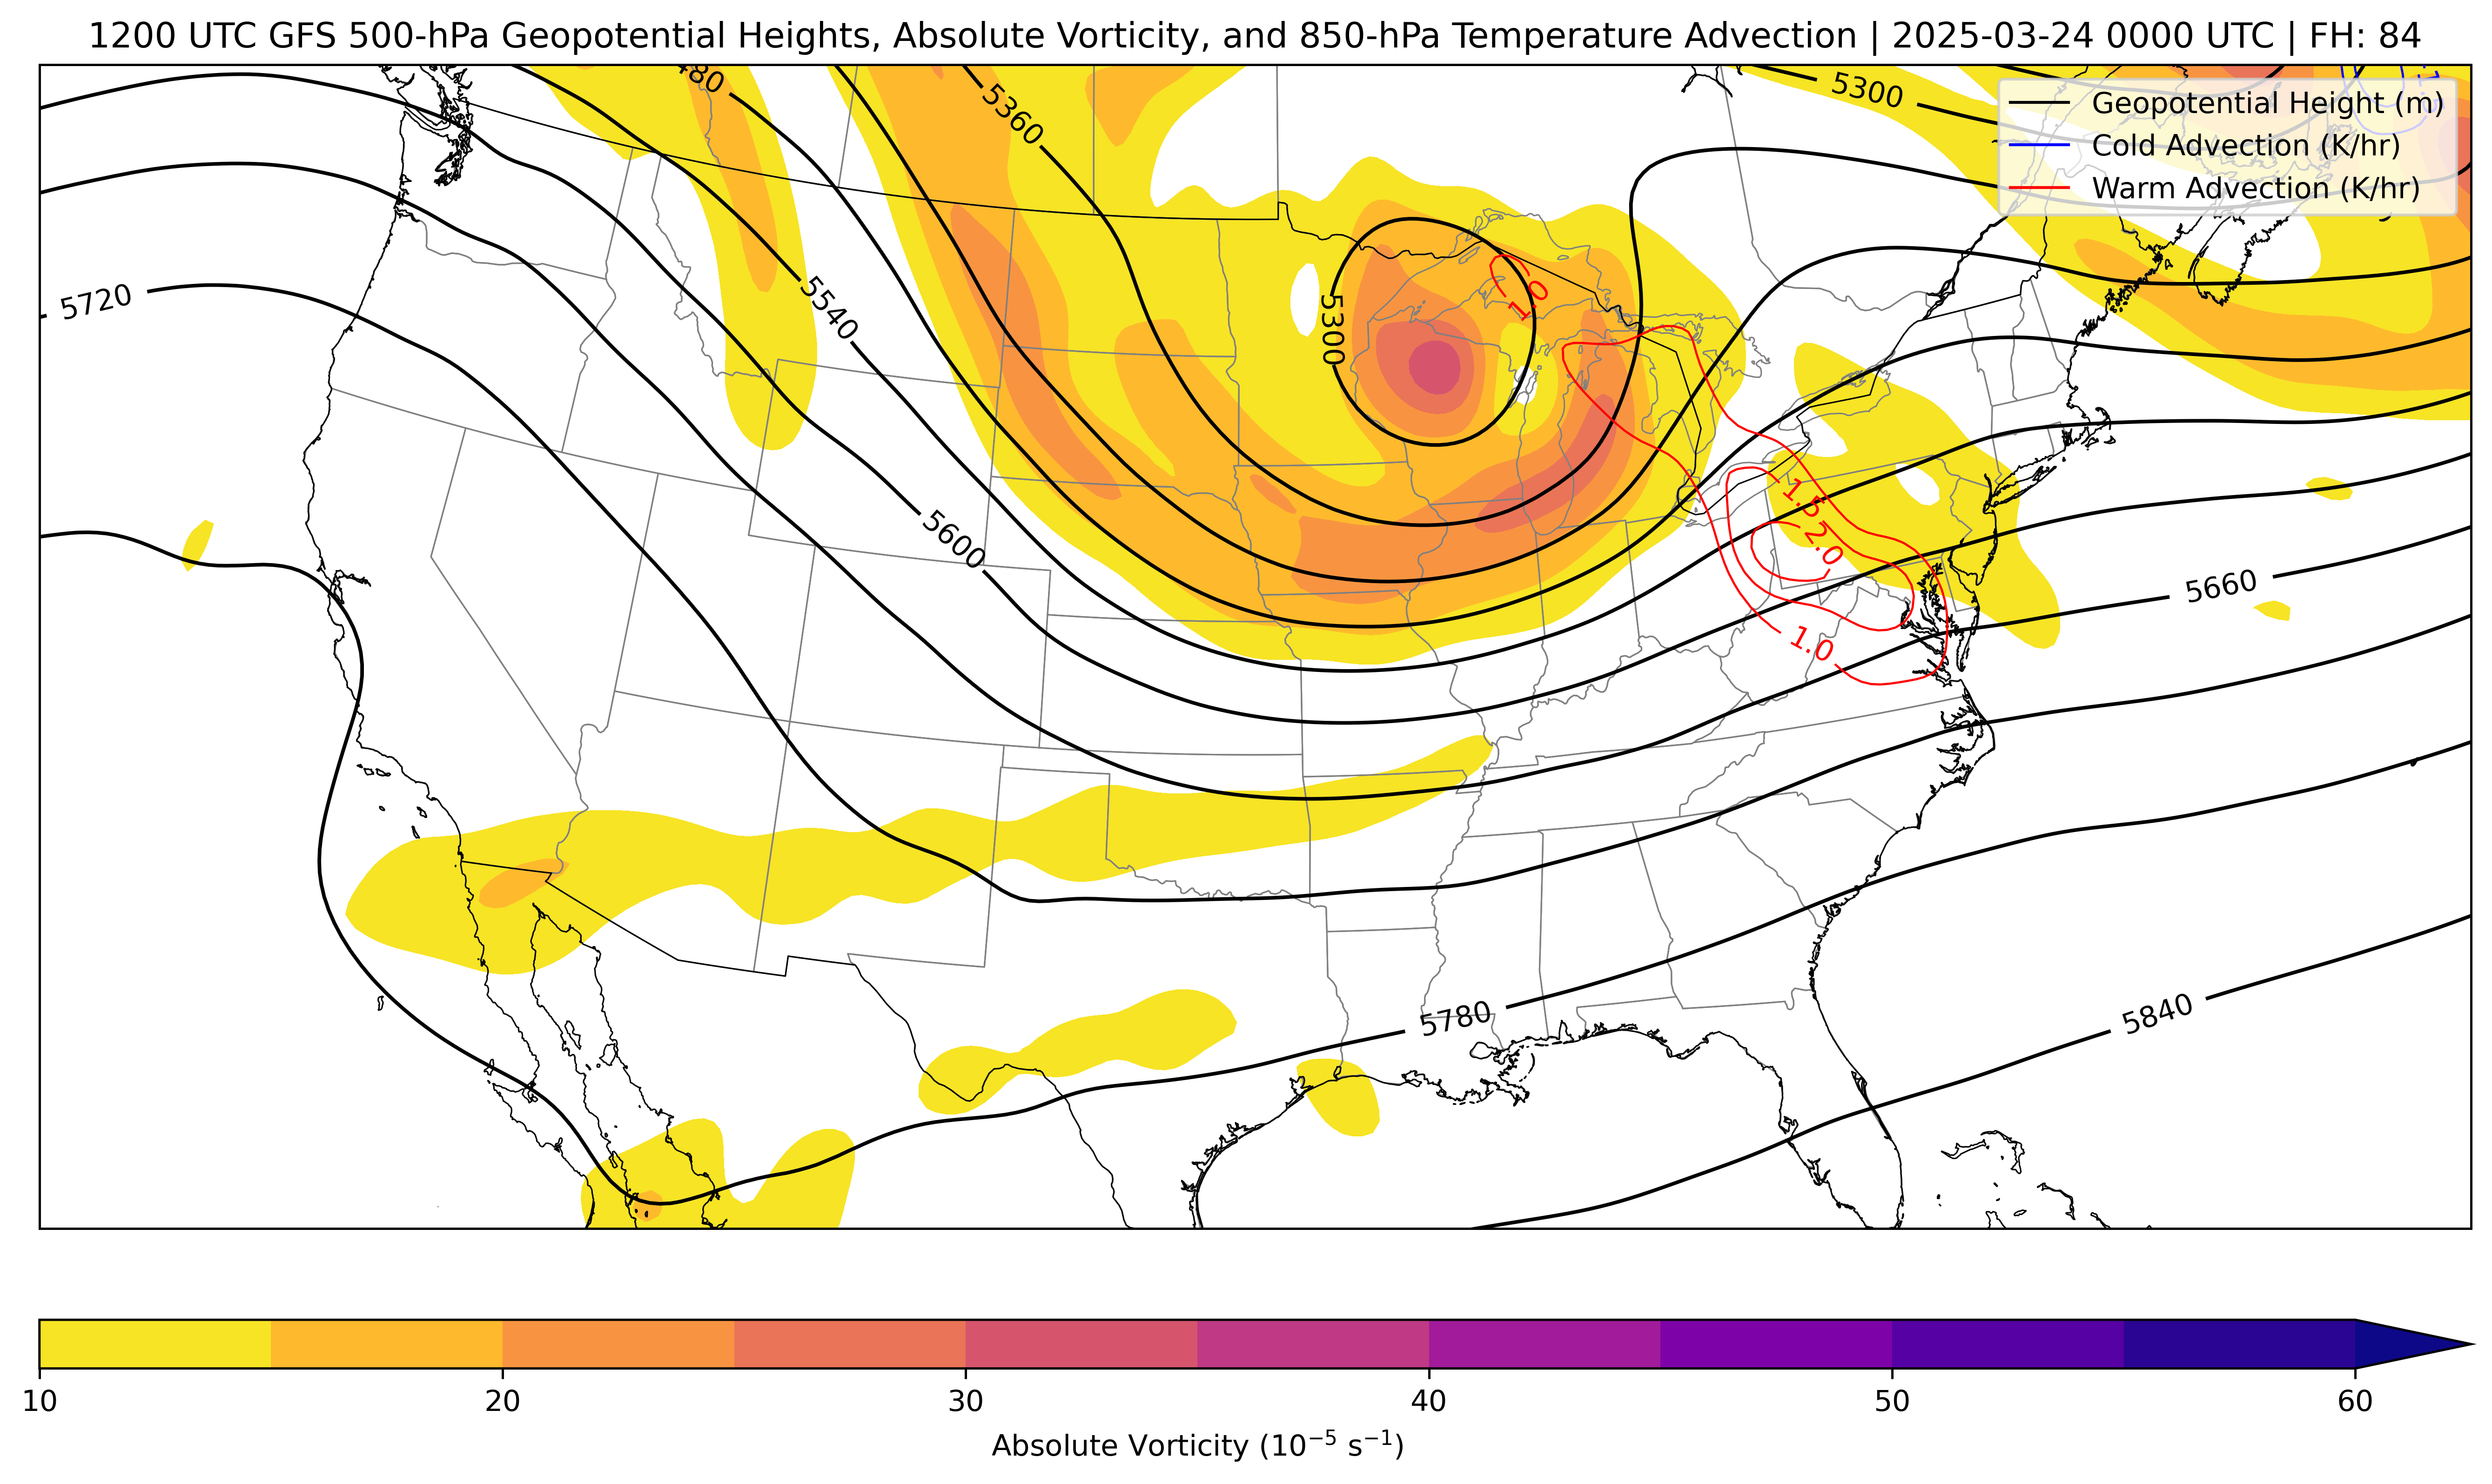 1200 UTC GFS 500-hPa Geopotential Heights, Absolute Vorticity, and 850-hPa Temperature Advection | 2025-03-24 0000 UTC | FH: 84
Geopotential Height (m)
Cold Advection (K/hr)
Warm Advection (K/hr)
5300
5360
5720
5540
5300
1.0
5600
1.5
2.0
5660
1.0
5780
5840
10 20 30 40 50 60
Absolute Vorticity (10⁻⁵ s⁻¹)